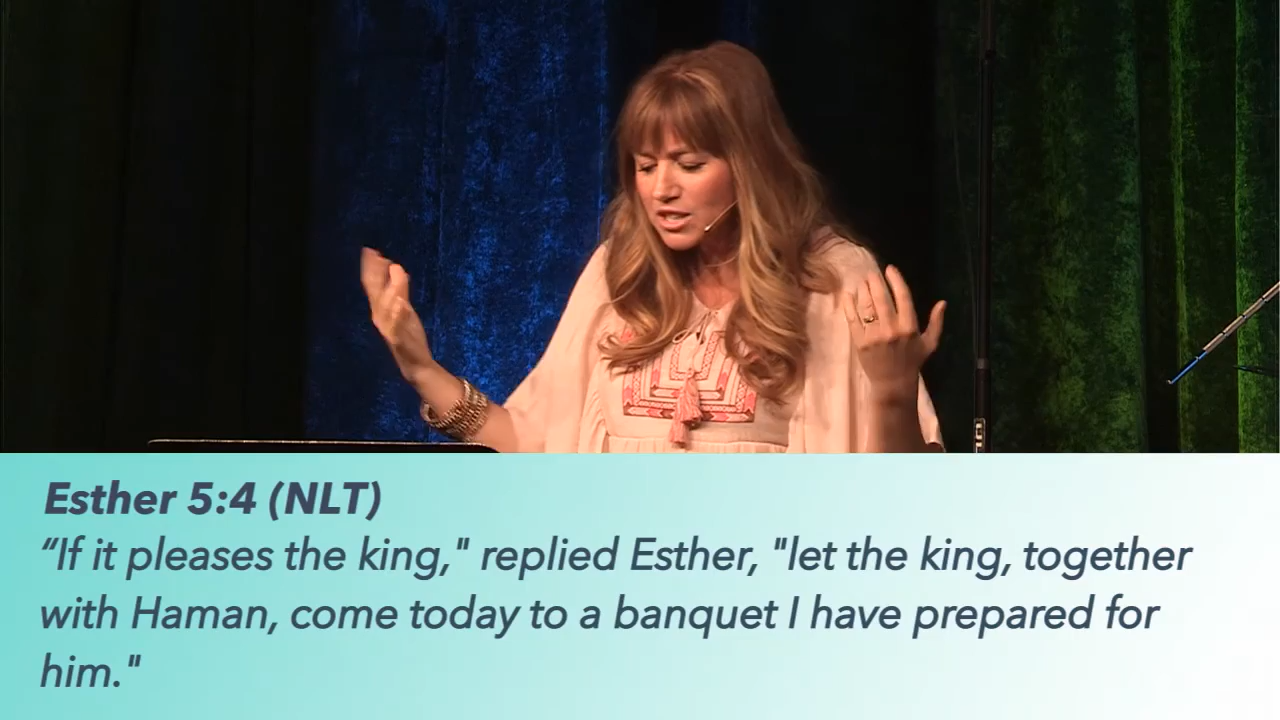 Esther 5:4 (NLT)
“If it pleases the king," replied Esther, "let the king, together
with Haman, come today to a banquet I have prepared for
him."